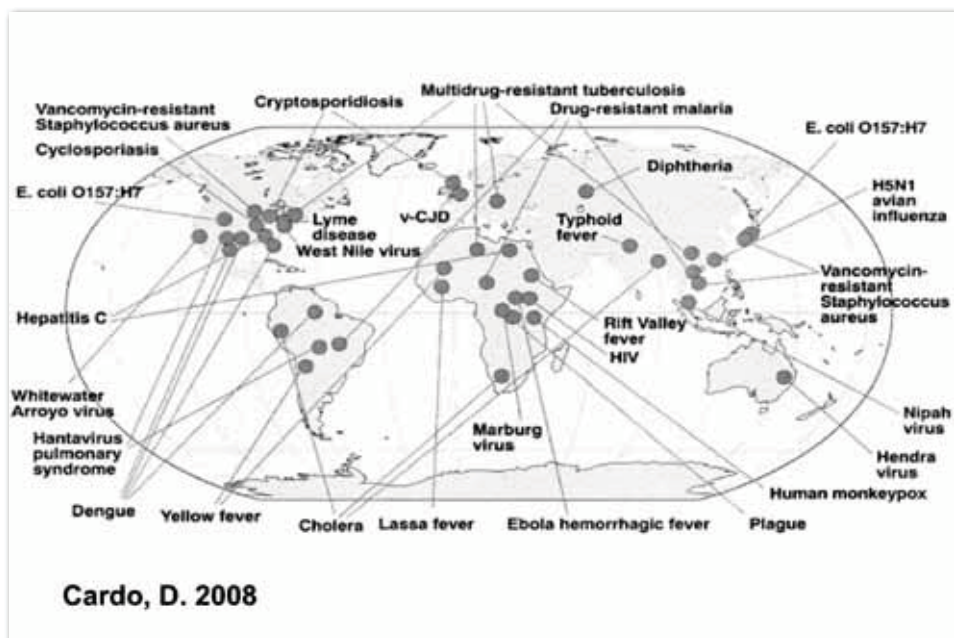 Multidrug-resistant tuberculosis
Cryptosporidiosis
Drug-resistant malaria
Vancomycin-resistant
Staphylococcus aureus
E. coli O157:H7
Cyclosporiasis
Diphtheria
E. coli O157:H7
H5N1
avian
influenza
v-CJD
Lyme
disease
West Nile virus
Typhoid
fever
Vancomycin-
resistant
Staphylococcus
aureus
Hepatitis C
Rift Valley
fever
HIV
Whitewater
Arroyo virus
Nipah
virus
Marburg
virus
Hantavirus
pulmonary
syndrome
Hendra
virus
Human monkeypox
Dengue
Yellow fever
Cholera
Lassa fever
Ebola hemorrhagic fever
Plague
Cardo, D. 2008